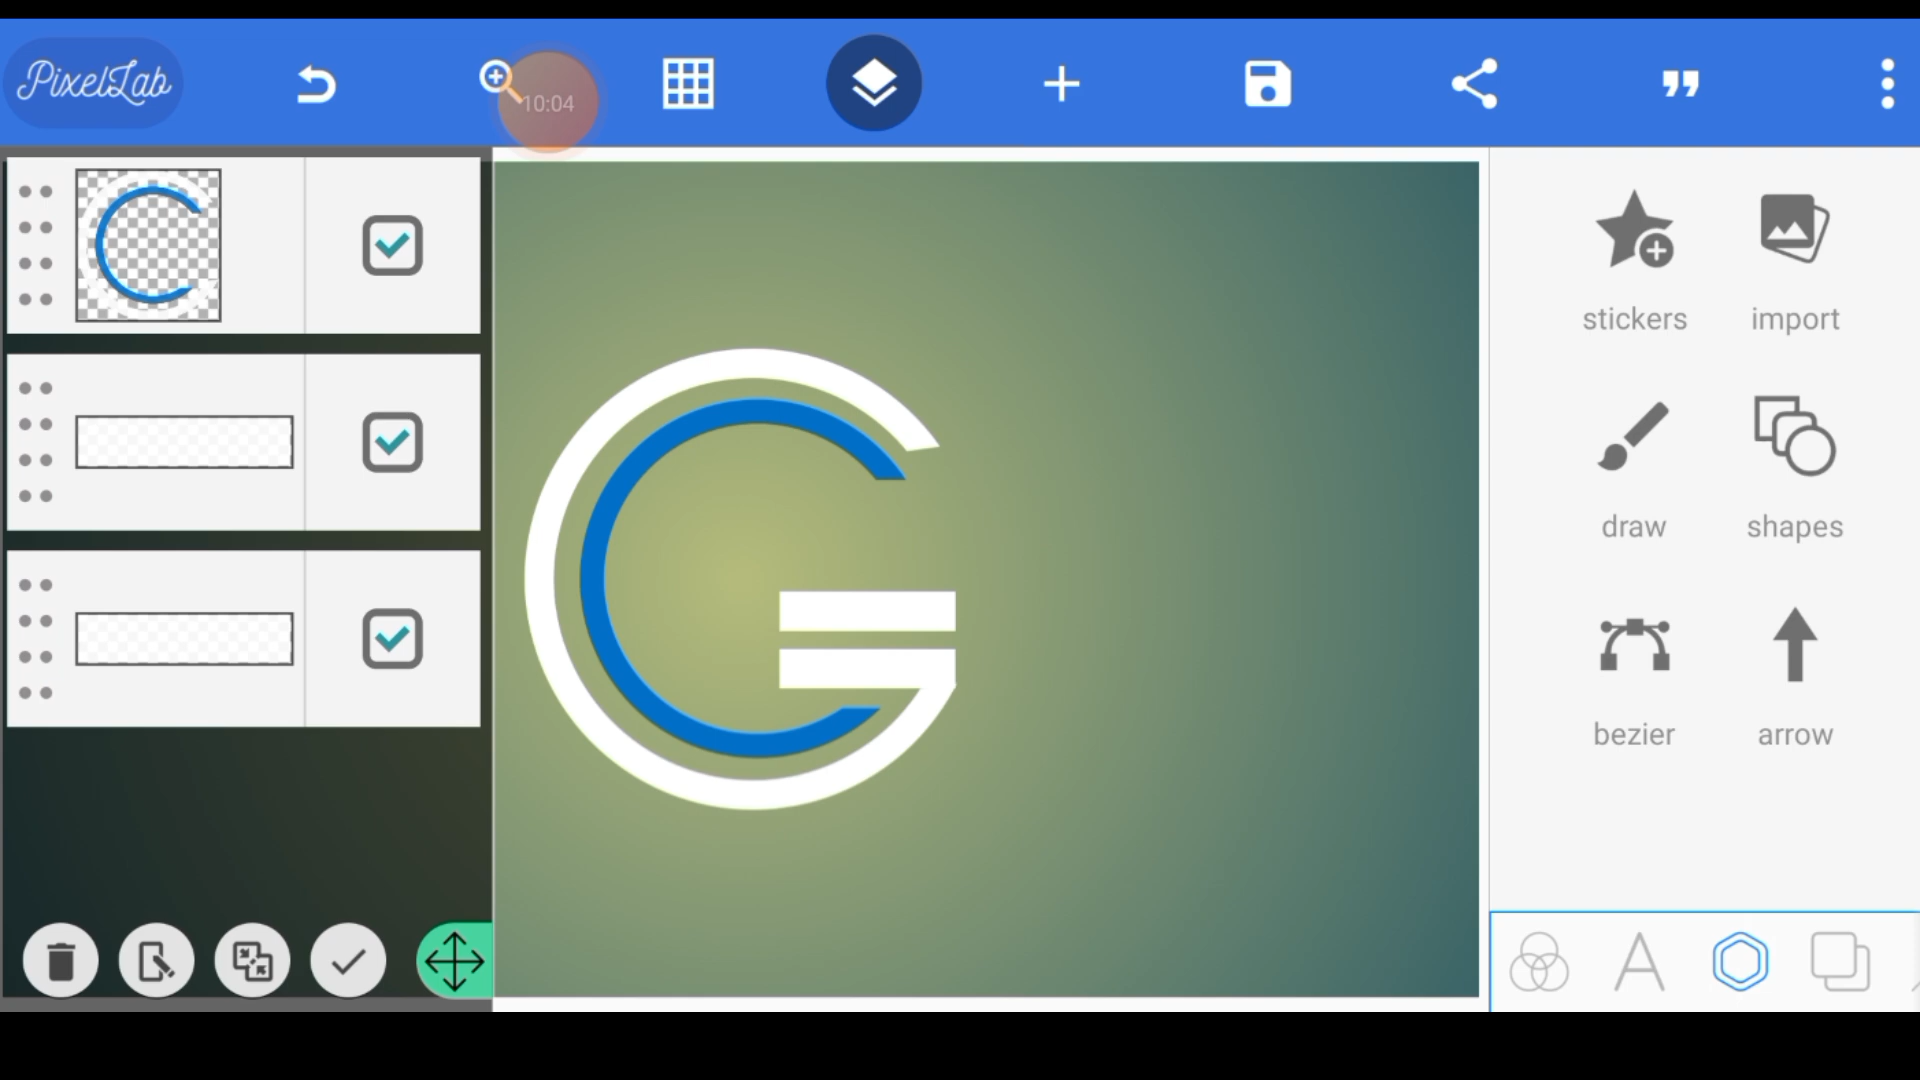 PixelLab
10:04
stickers
import
draw
shapes
bezier
arrow